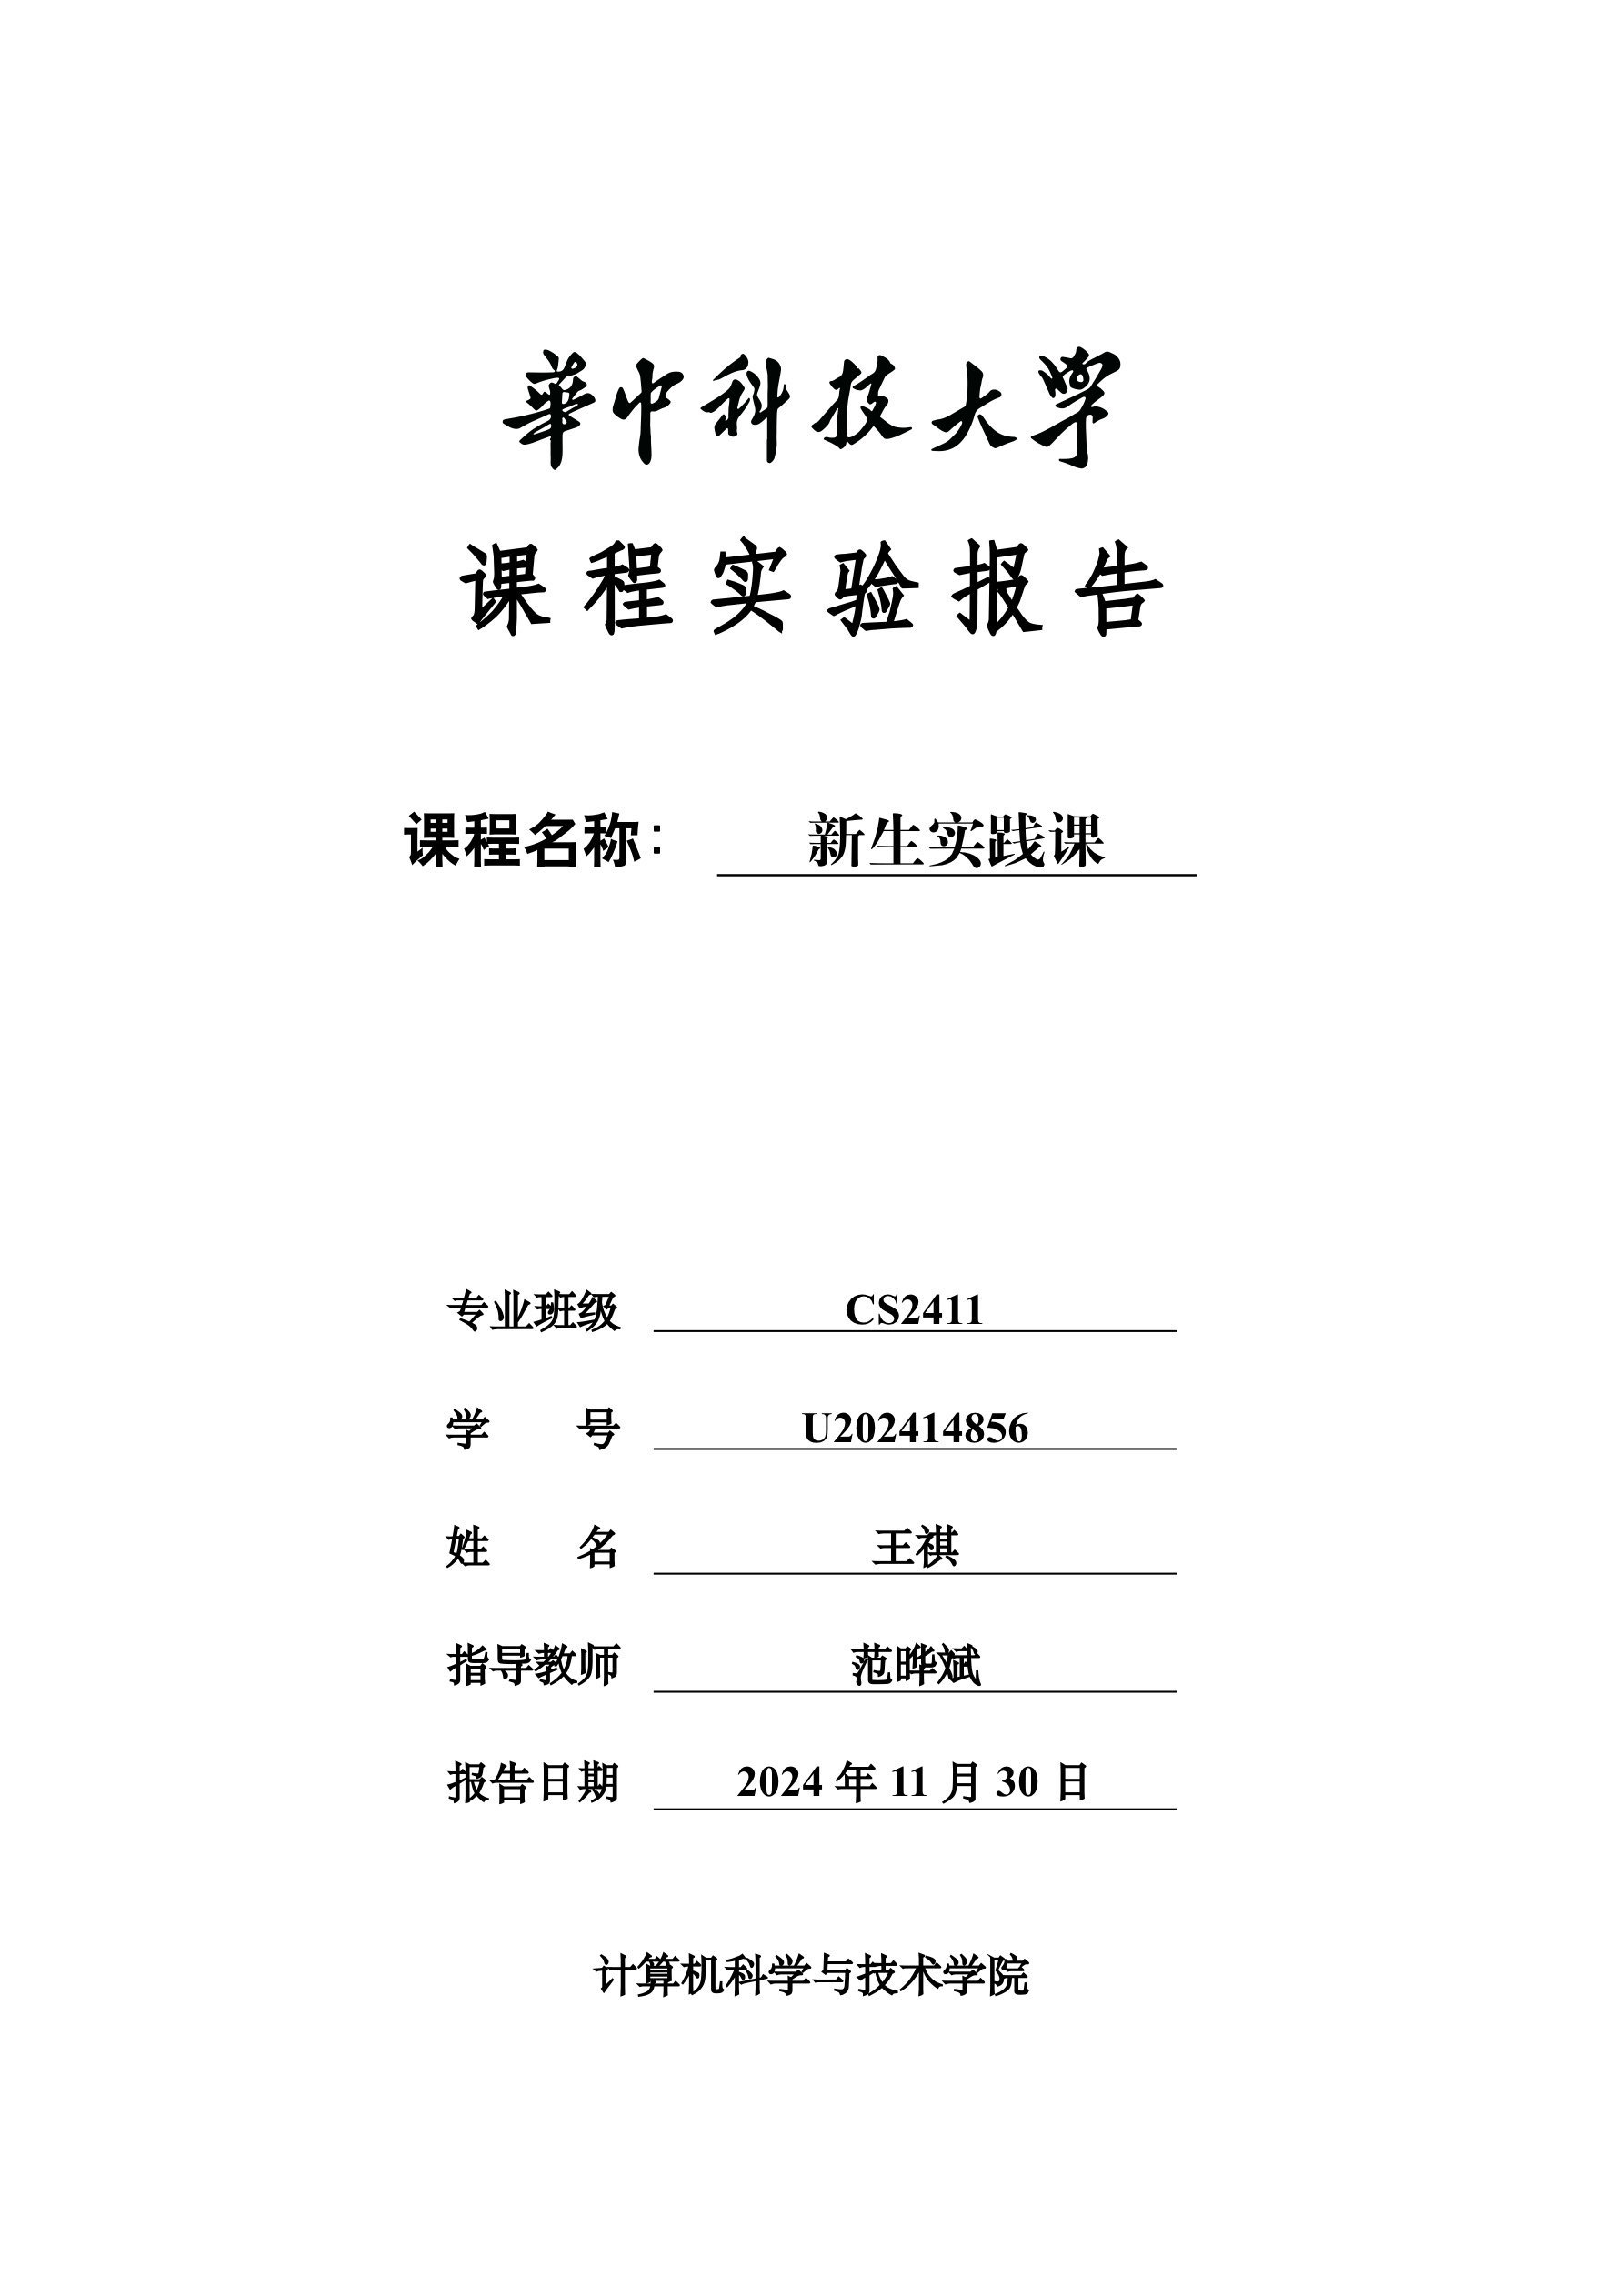 華中科技大学
课程实验报告
课程名称： 新生实践课
专业班级 CS2411
学 号 U202414856
姓 名 王祺
指导教师 范晔斌
报告日期 2024 年 11 月 30 日
计算机科学与技术学院